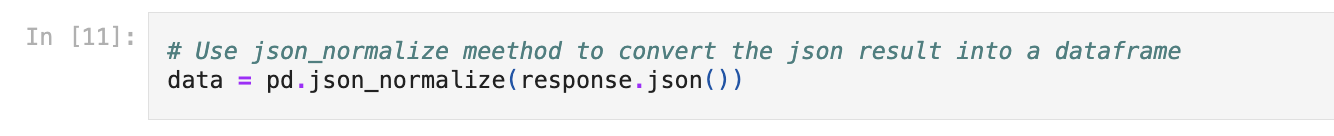 In [11]:
# Use json_normalize meethod to convert the json result into a dataframe
data = pd.json_normalize(response.json())